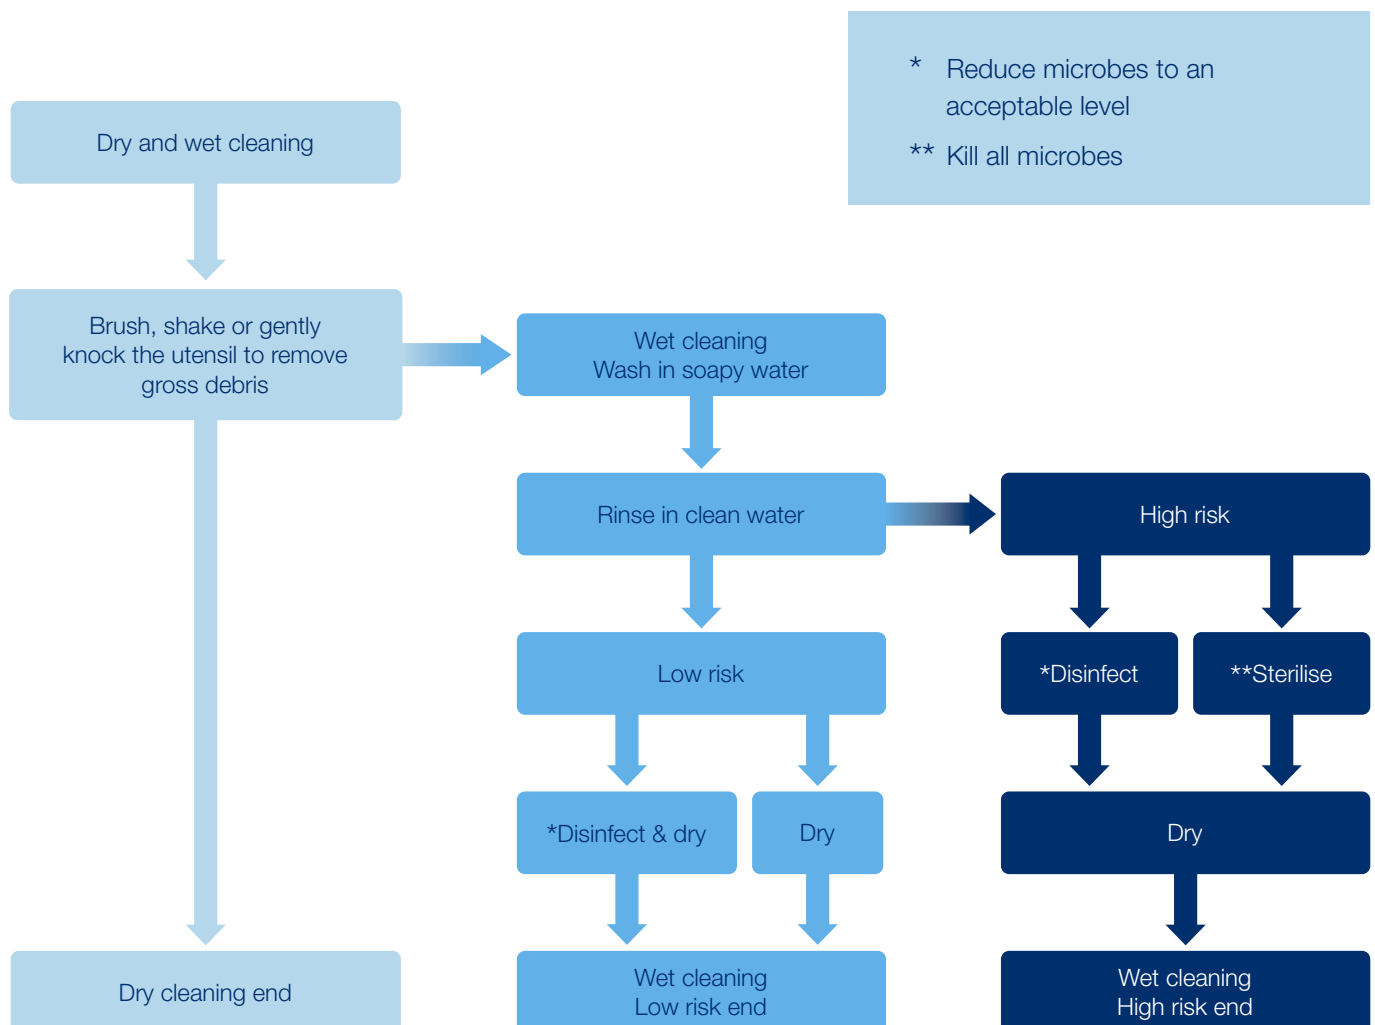 * Reduce microbes to an
acceptable level
** Kill all microbes
Dry and wet cleaning
Brush, shake or gently
knock the utensil to remove
gross debris
Wet cleaning
Wash in soapy water
Rinse in clean water
High risk
Low risk
*Disinfect
**Sterilise
*Disinfect & dry
Dry
Dry
Dry cleaning end
Wet cleaning
Low risk end
Wet cleaning
High risk end